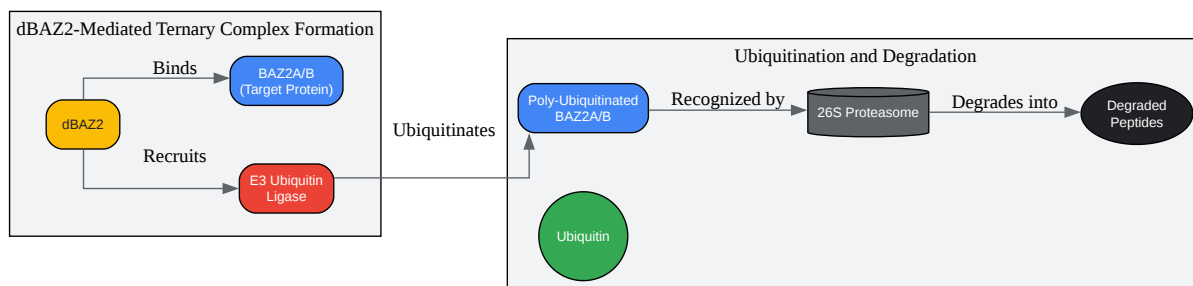 dBAZ2-Mediated Ternary Complex Formation
Binds
BAZ2A/B
(Target Protein)
dBAZ2
Recruits
E3 Ubiquitin
Ligase
Ubiquitinates
Ubiquitination and Degradation
Poly-Ubiquitinated
BAZ2A/B
Recognized by
26S Proteasome
Degrades into
Degraded
Peptides
Ubiquitin